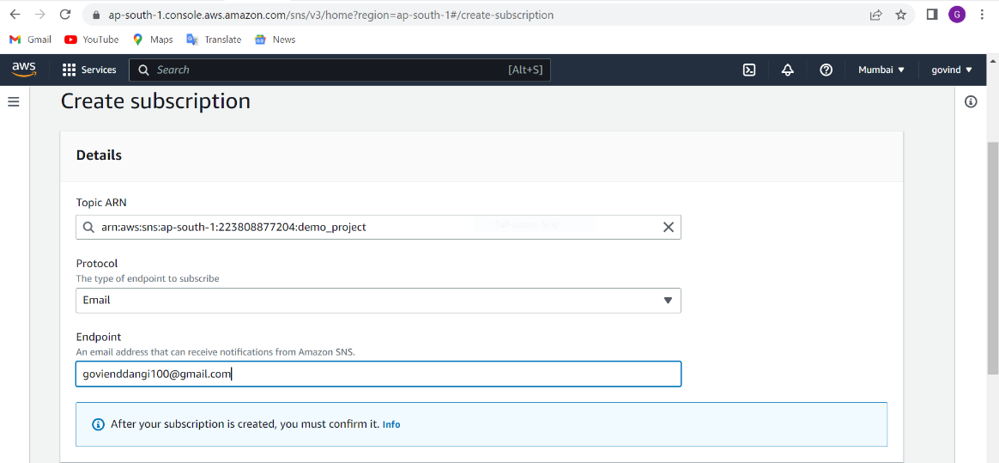 ap-south-1.console.aws.amazon.com/sns/v3/home?region=ap-south-1#/create-subscription
G
Gmail YouTube Maps Translate News
aws Services Search [Alt+S] Mumbai govind
Create subscription
Details
Topic ARN
arn:aws:sns:ap-south-1:223808877204:demo_project
Protocol
The type of endpoint to subscribe
Email
Endpoint
An email address that can receive notifications from Amazon SNS.
govienddangi100@gmail.com
After your subscription is created, you must confirm it. Info